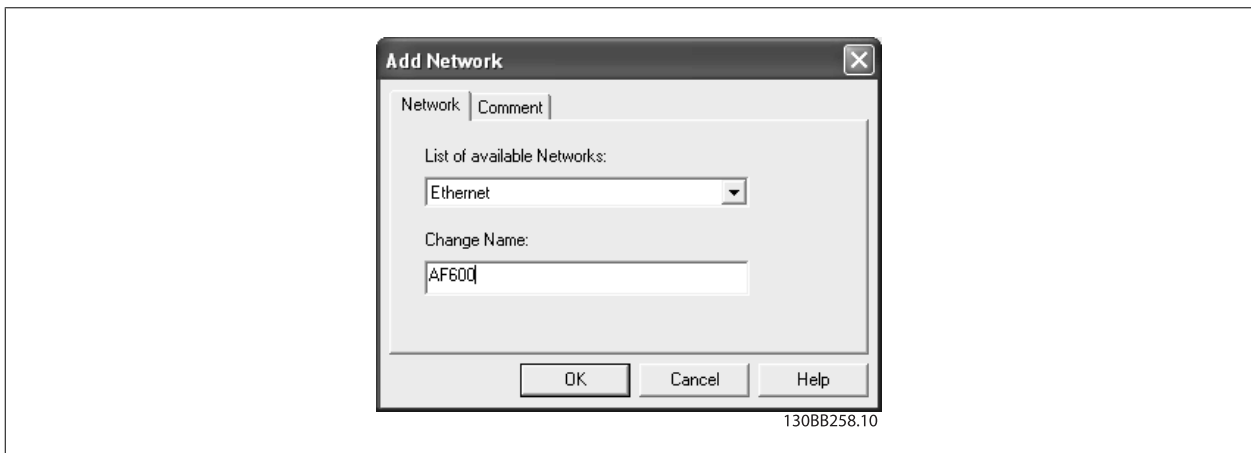 Add Network
Network Comment
List of available Networks:
Ethernet
Change Name:
AF600
OK Cancel Help
130BB258.10